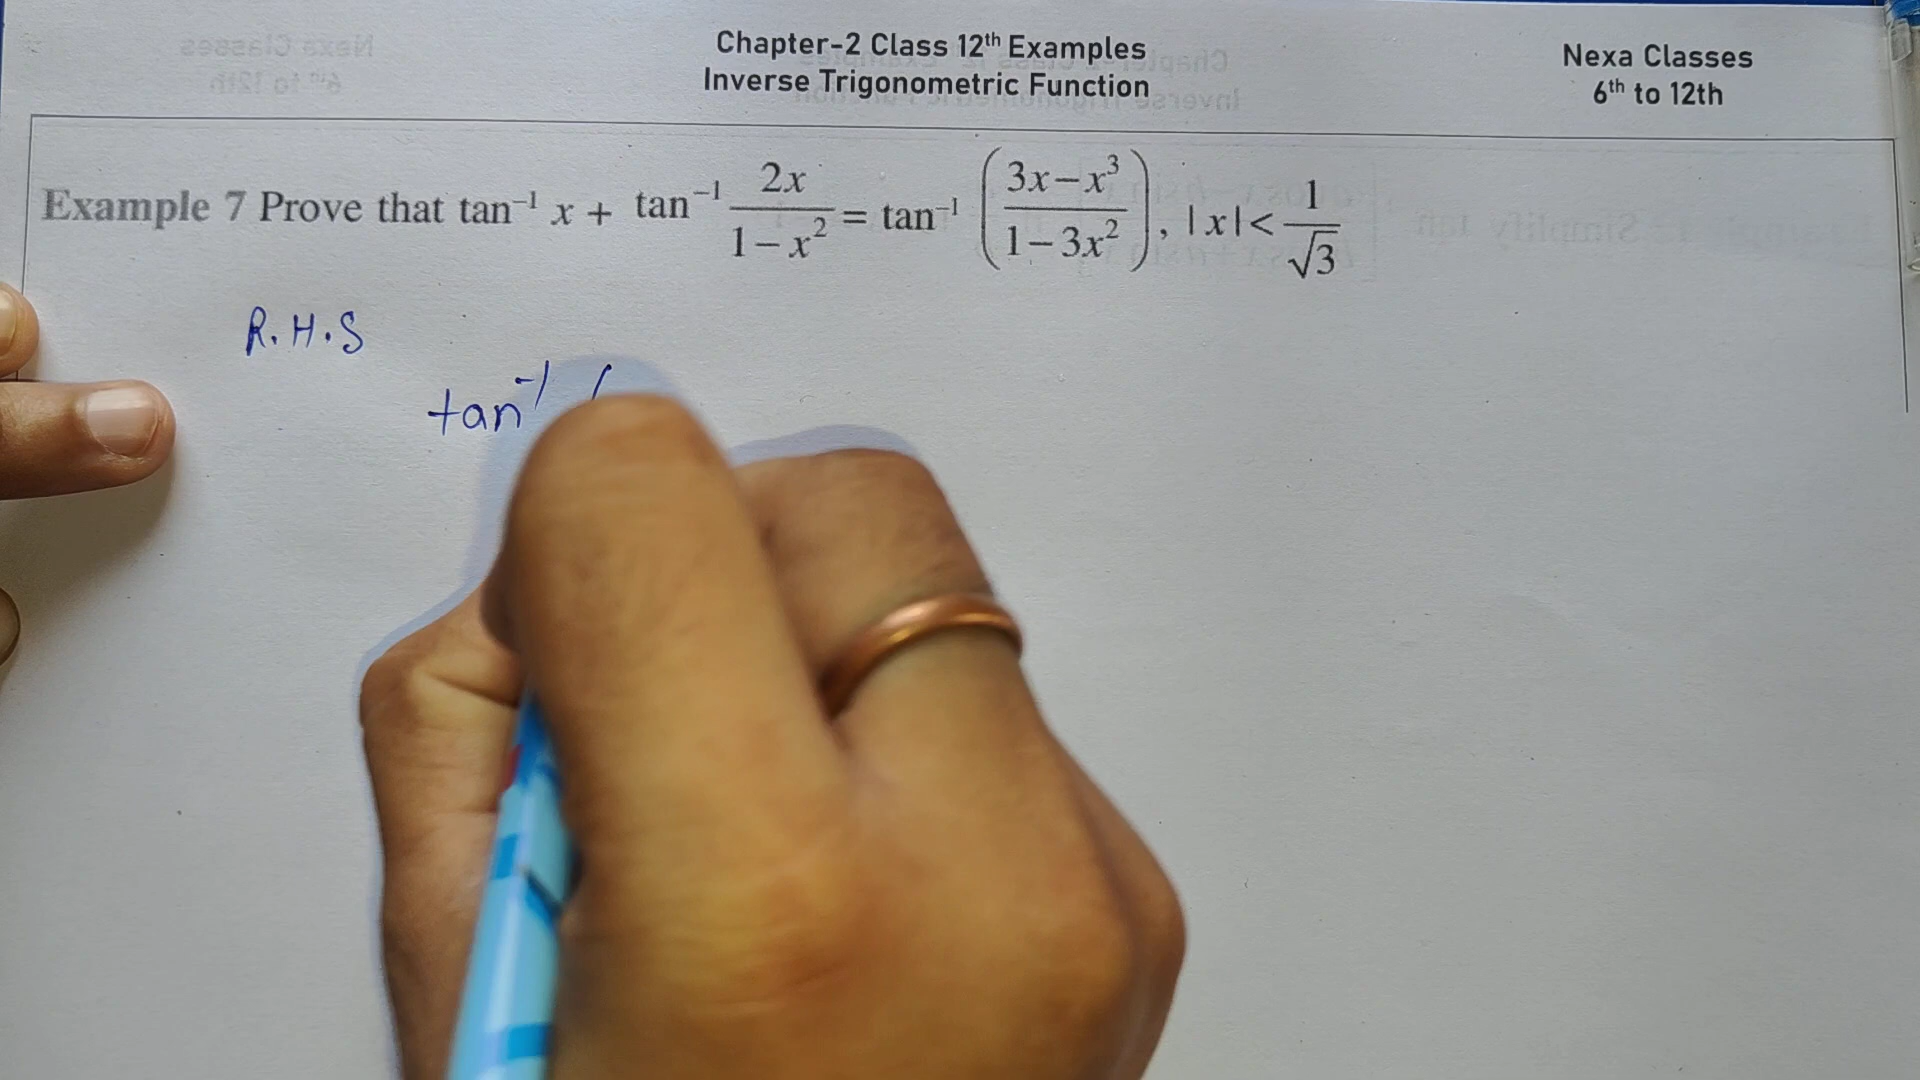 Chapter-2 Class 12th Examples
Inverse Trigonometric Function
Nexa Classes
6th to 12th
Example 7 Prove that tan⁻¹ x + tan⁻¹ 2x/(1−x²) = tan⁻¹ ((3x−x³)/(1−3x²)), |x|< 1/√3
R.H.S
tan⁻¹ (